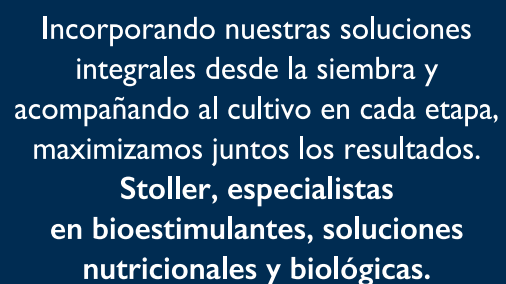 Incorporando nuestras soluciones
integrales desde la siembra y
acompañando al cultivo en cada etapa,
maximizamos juntos los resultados.
Stoller, especialistas
en bioestimulantes, soluciones
nutricionales y biológicas.